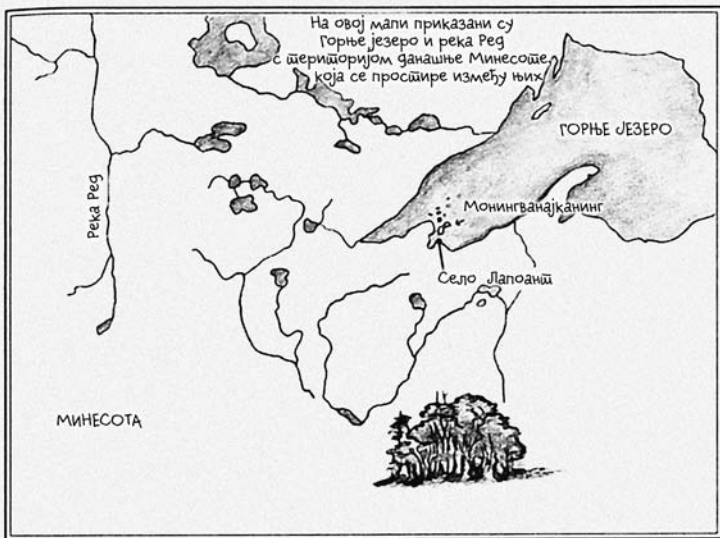 На овој мапи приказани су
Горње језеро и река Ред
с територијом данашње Минесоте,
која се простире између њих
ГОРЊЕ ЈЕЗЕРО
Река Ред
Монингванајканинг
Село Лапоант
МИНЕСОТА